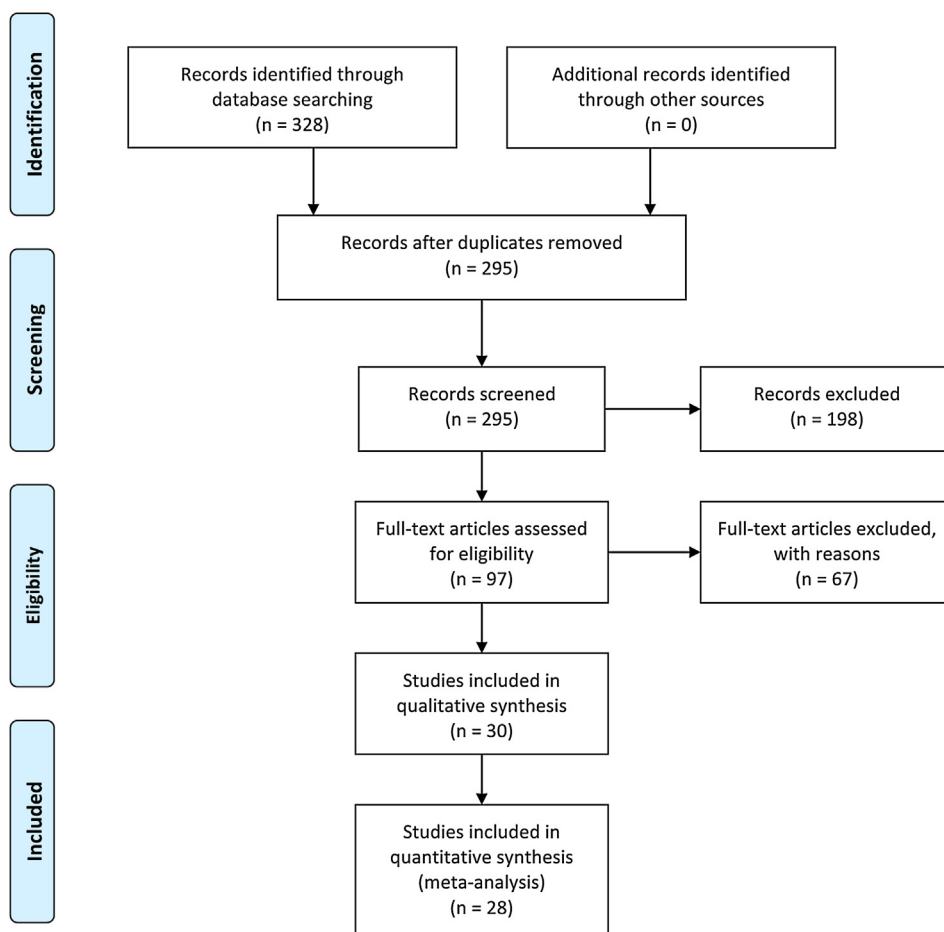 Identification
Records identified through
database searching
(n = 328)
Additional records identified
through other sources
(n = 0)
Records after duplicates removed
(n = 295)
Screening
Records screened
(n = 295)
Records excluded
(n = 198)
Eligibility
Full-text articles assessed
for eligibility
(n = 97)
Full-text articles excluded,
with reasons
(n = 67)
Studies included in
qualitative synthesis
(n = 30)
Included
Studies included in
quantitative synthesis
(meta-analysis)
(n = 28)